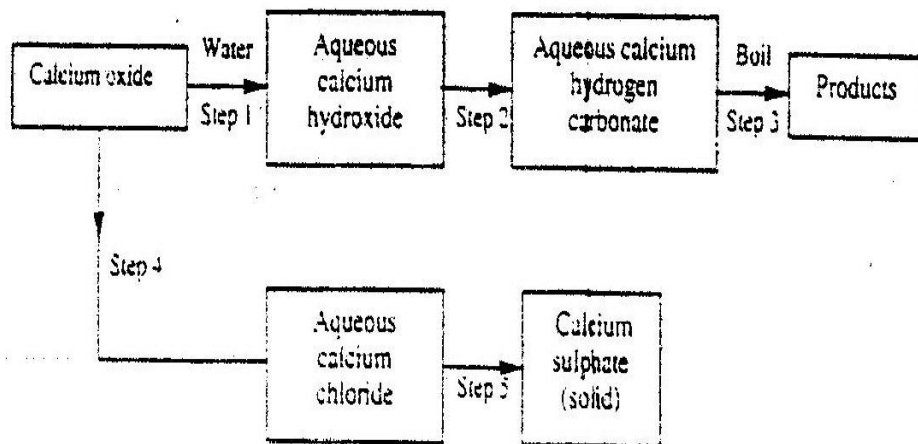 Calcium oxide
Water
Step 1
Aqueous
calcium
hydroxide
Step 2
Aqueous calcium
hydrogen
carbonate
Boil
Step 3
Products
Step 4
Aqueous
calcium
chloride
Step 5
Calcium
sulphate
(solid)